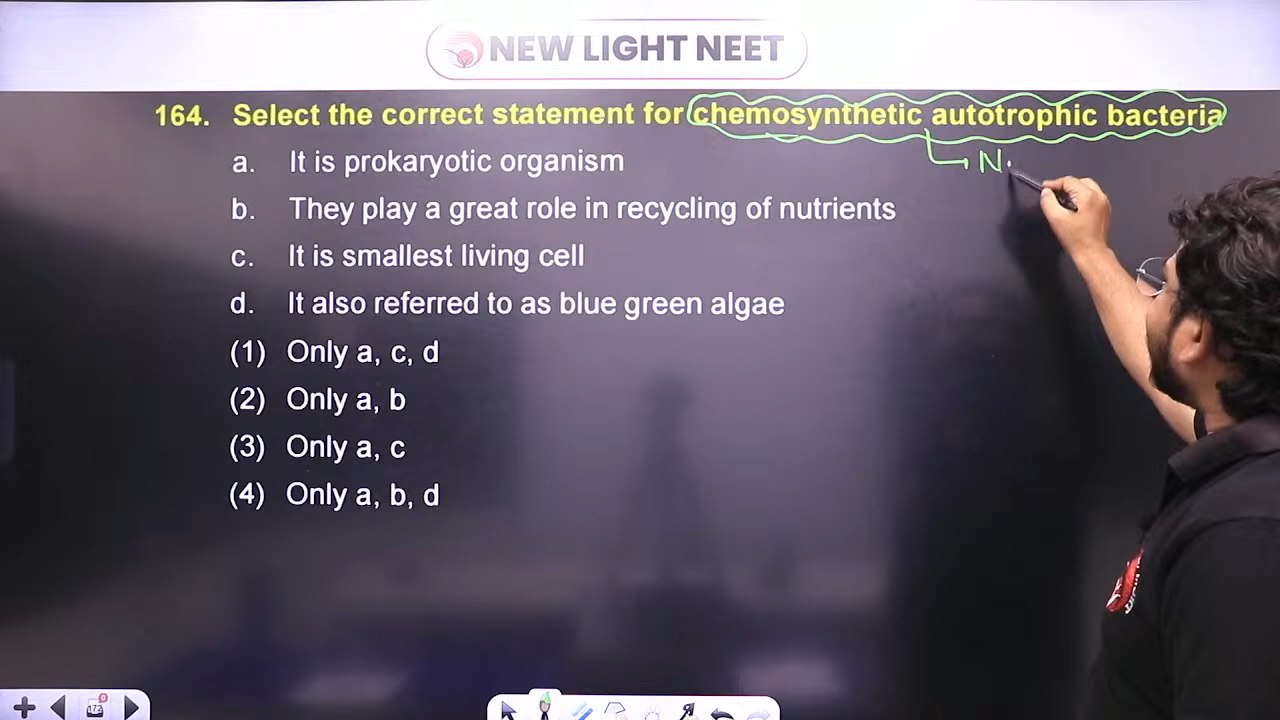 NEW LIGHT NEET
164. Select the correct statement for chemosynthetic autotrophic bacteria
N
a. It is prokaryotic organism
b. They play a great role in recycling of nutrients
c. It is smallest living cell
d. It also referred to as blue green algae
(1) Only a, c, d
(2) Only a, b
(3) Only a, c
(4) Only a, b, d
172